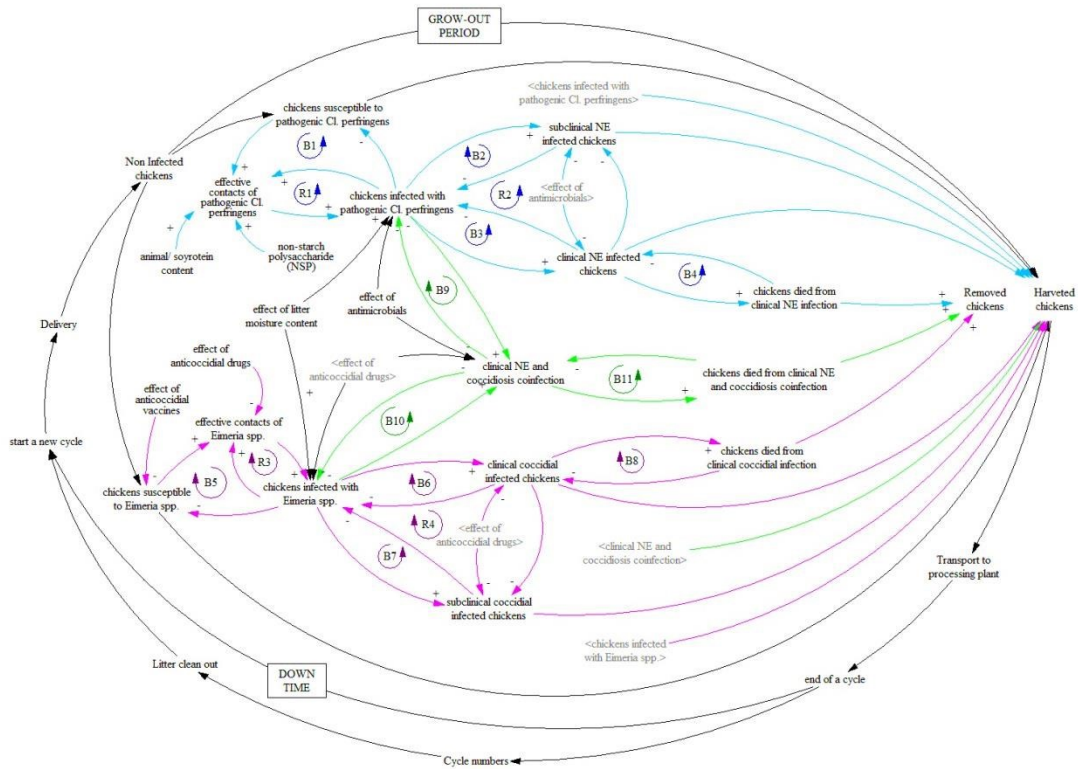 GROW-OUT
PERIOD
<chickens infected with
pathogenic Cl. perfringens>
chickens susceptible to
pathogenic Cl. perfringens
subclinical NE
infected chickens
B1
B2
Non Infected
chickens
effective
contacts of
pathogenic Cl.
perfringens
R1
chickens infected with
pathogenic Cl. perfringens
R2
<effect of
antimicrobials>
B3
animal/ soyrotein
content
non-starch
polysaccharide
(NSP)
clinical NE infected
chickens
B4
chickens died from
clinical NE infection
Removed
chickens
Harveted
chickens
B9
effect of litter
moisture content
effect of
antimicrobials
Delivery
effect of
anticoccidial drugs
<effect of
anticoccidial drugs>
clinical NE and
coccidiosis coinfection
chickens died from clinical NE
and coccidiosis coinfection
B11
effect of
anticoccidial
vaccines
B10
start a new cycle
effective contacts of
Eimeria spp.
R3
B8
chickens died from
clinical coccidial infection
clinical coccidial
infected chickens
B5
chickens susceptible
to Eimeria spp.
chickens infected with
Eimeria spp.
B6
R4
<effect of
anticoccidial drugs>
B7
<clinical NE and
coccidiosis coinfection>
Transport to
processing plant
subclinical coccidial
infected chickens
<chickens infected
with Eimeria spp.>
Litter clean out
DOWN
TIME
end of a cycle
Cycle numbers